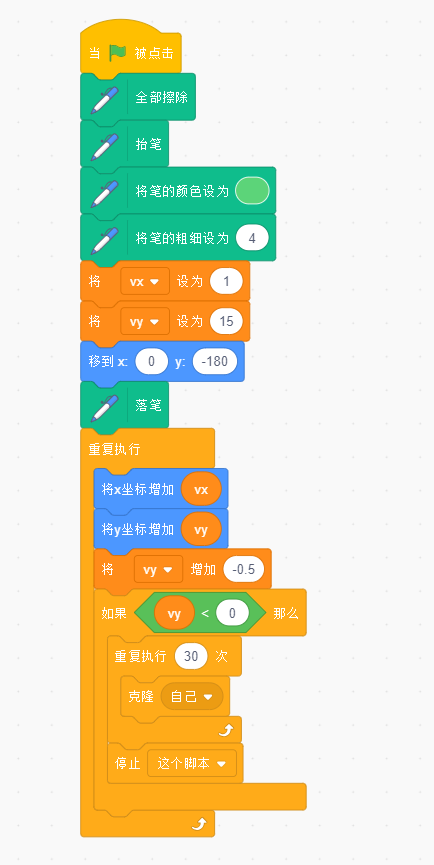 当 被点击
全部擦除
抬笔
将笔的颜色设为
将笔的粗细设为 4
将 vx 设为 1
将 vy 设为 15
移到 x: 0 y: -180
落笔
重复执行
将x坐标增加 vx
将y坐标增加 vy
将 vy 增加 -0.5
如果 vy < 0 那么
重复执行 30 次
克隆 自己
停止 这个脚本